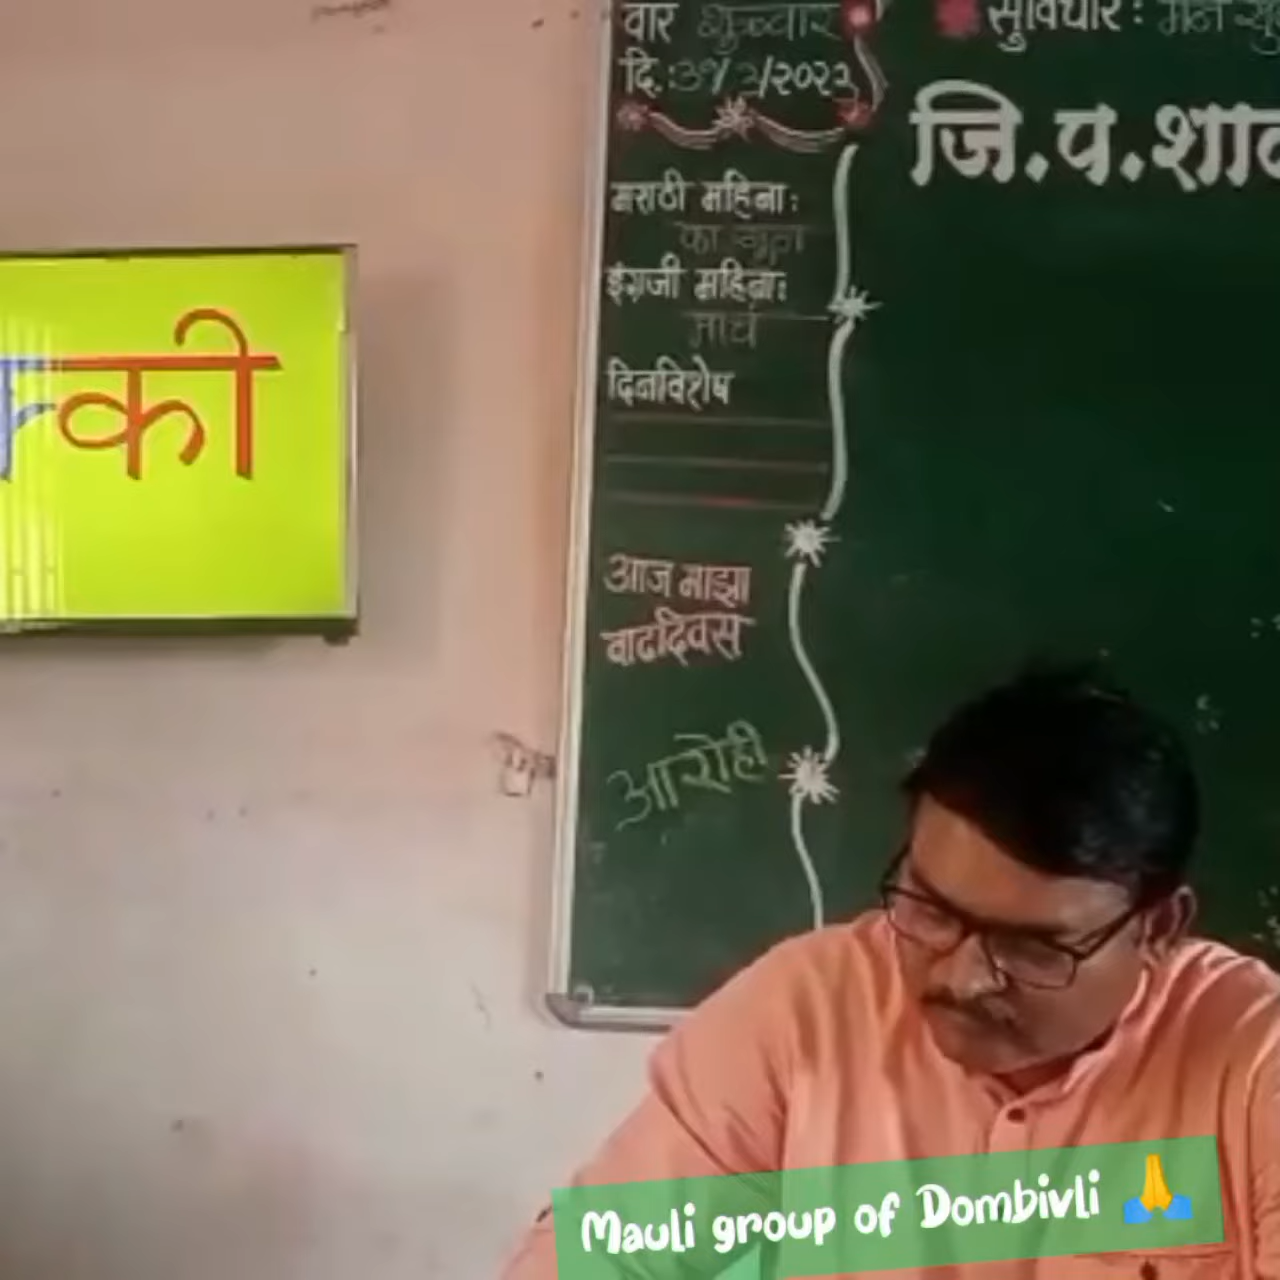 वार शुक्रवार
दि.:३१/३/२०२३
सुविचार:
जि.प.शा
मराठी महिना:
फाल्गुन
इंग्रजी महिना:
मार्च
दिनविशेष
की
आज माझा
वाढदिवस
आरोही
Mauli group of Dombivli 🙏